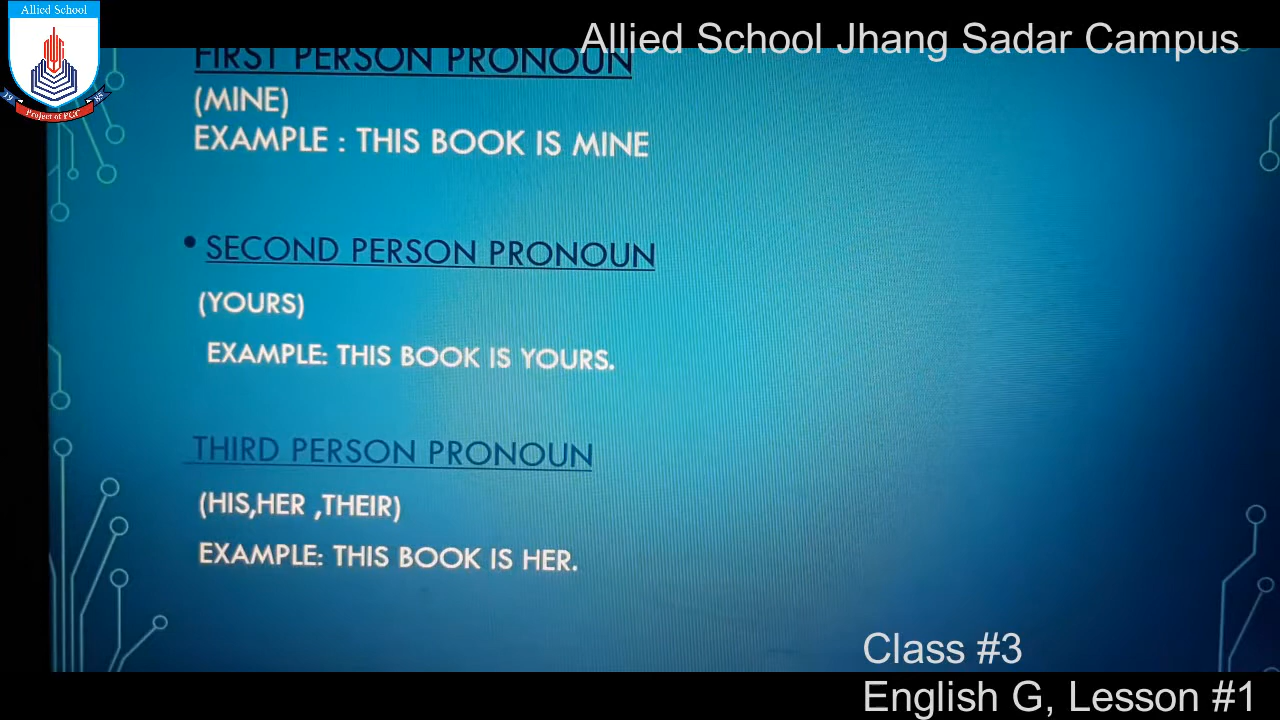 Allied School
19 85
Project of PGC
Allied School Jhang Sadar Campus
FIRST PERSON PRONOUN
(MINE)
EXAMPLE : THIS BOOK IS MINE
• SECOND PERSON PRONOUN
(YOURS)
EXAMPLE: THIS BOOK IS YOURS.
THIRD PERSON PRONOUN
(HIS,HER ,THEIR)
EXAMPLE: THIS BOOK IS HER.
Class #3
English G, Lesson #1